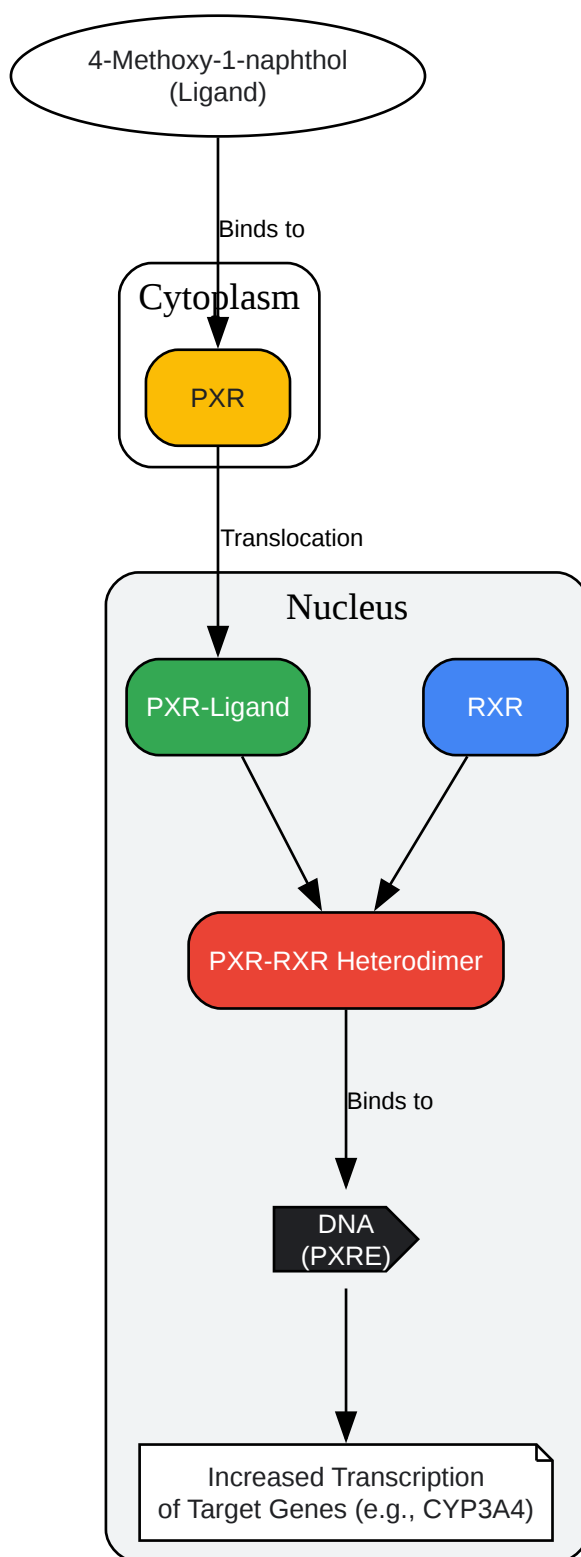 4-Methoxy-1-naphthol
(Ligand)
Binds to
Cytoplasm
PXR
Translocation
Nucleus
PXR-Ligand
RXR
PXR-RXR Heterodimer
Binds to
DNA
(PXRE)
Increased Transcription
of Target Genes (e.g., CYP3A4)